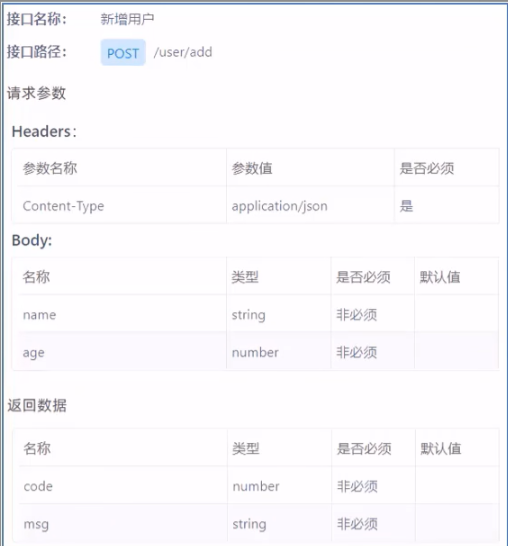 接口名称： 新增用户
接口路径： POST /user/add
请求参数
Headers：
参数名称 参数值 是否必须
Content-Type application/json 是
Body:
名称 类型 是否必须 默认值
name string 非必须
age number 非必须
返回数据
名称 类型 是否必须 默认值
code number 非必须
msg string 非必须